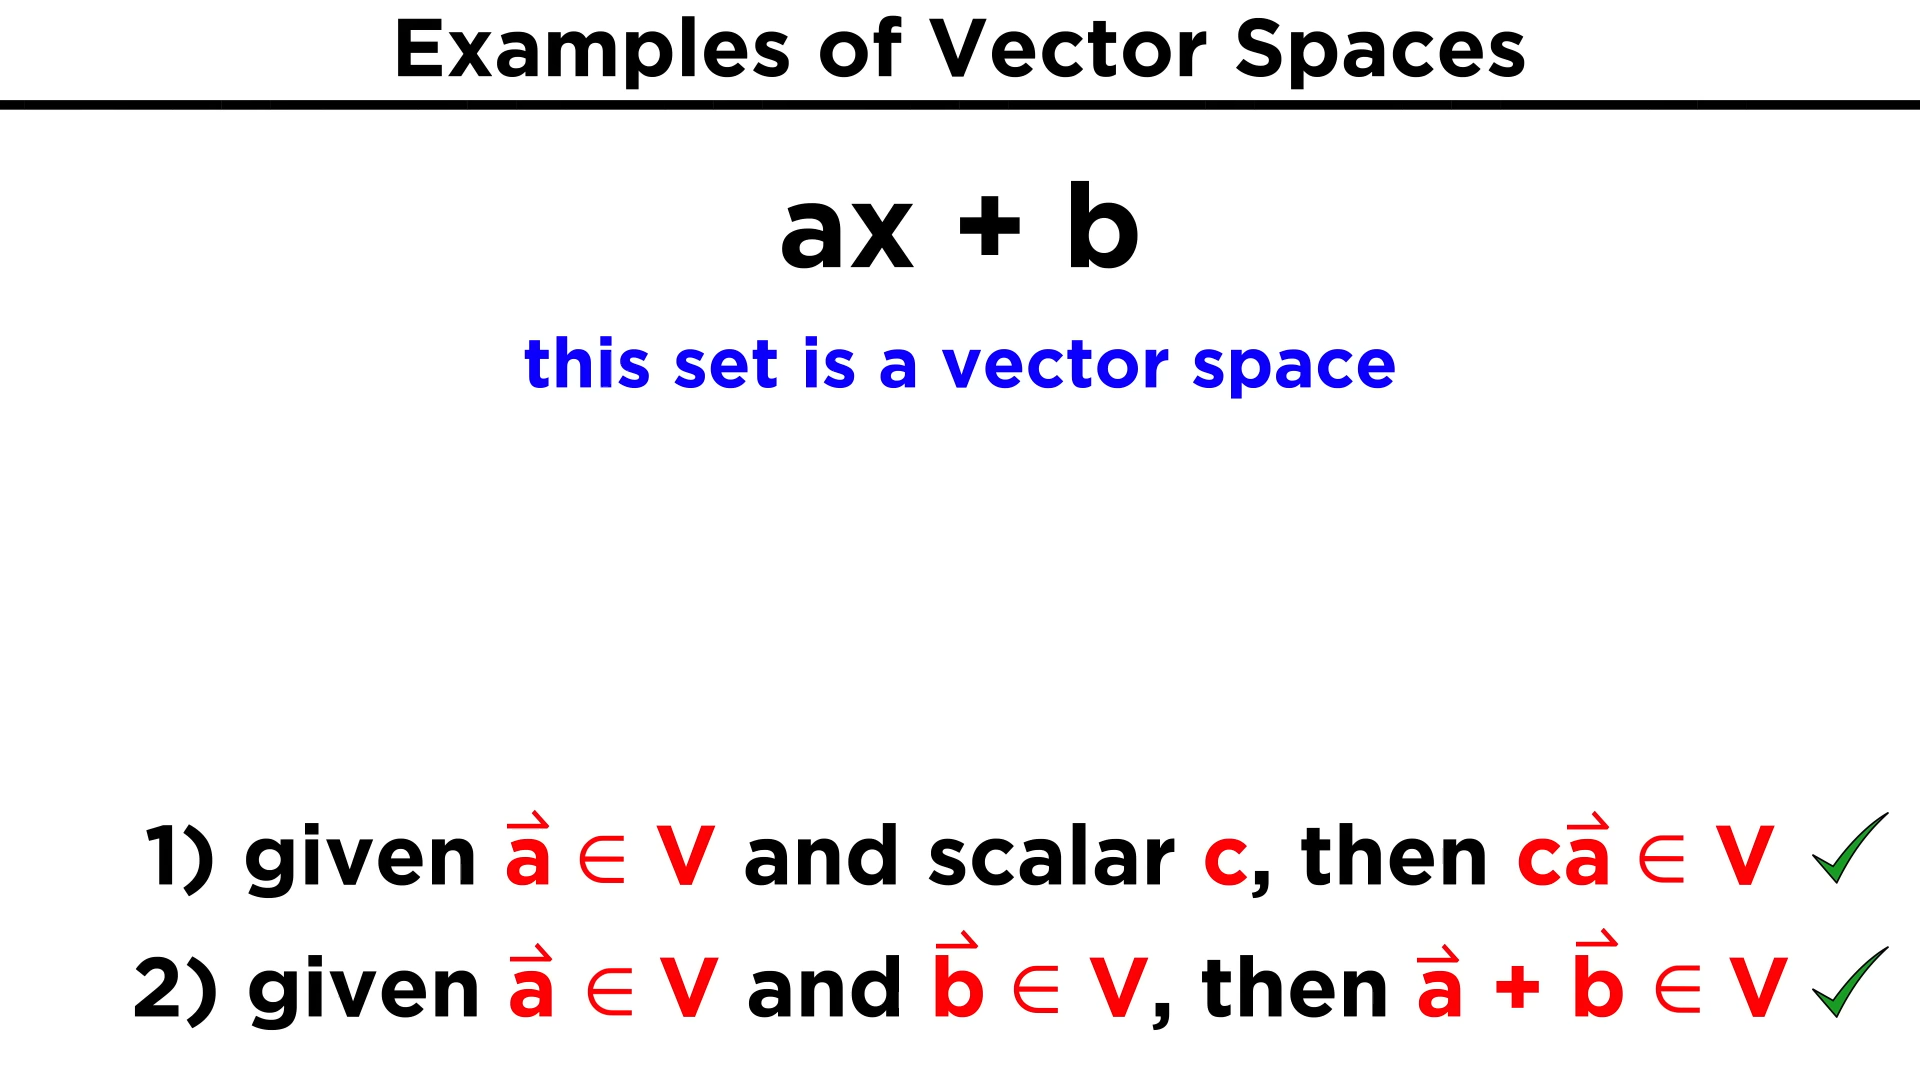 Examples of Vector Spaces
ax + b
this set is a vector space
1) given a⃗ ∈ V and scalar c, then ca⃗ ∈ V ✓
2) given a⃗ ∈ V and b⃗ ∈ V, then a⃗ + b⃗ ∈ V ✓